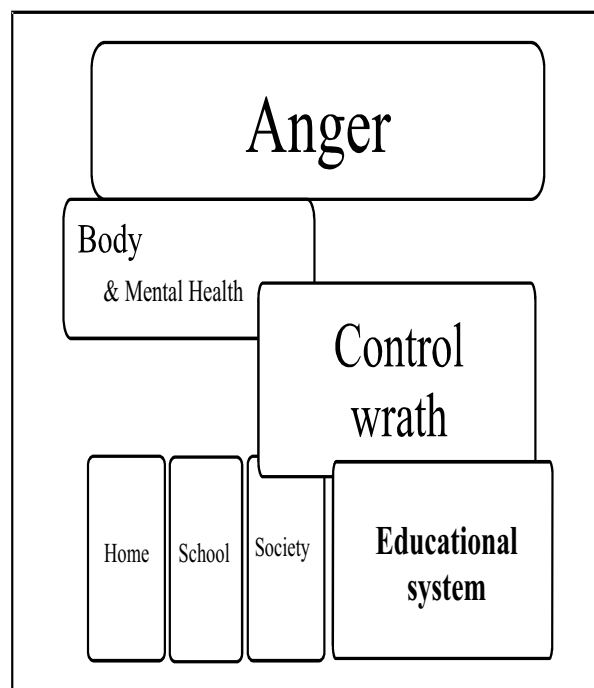 Anger
Body
& Mental Health
Control
wrath
Home
School
Society
Educational
system